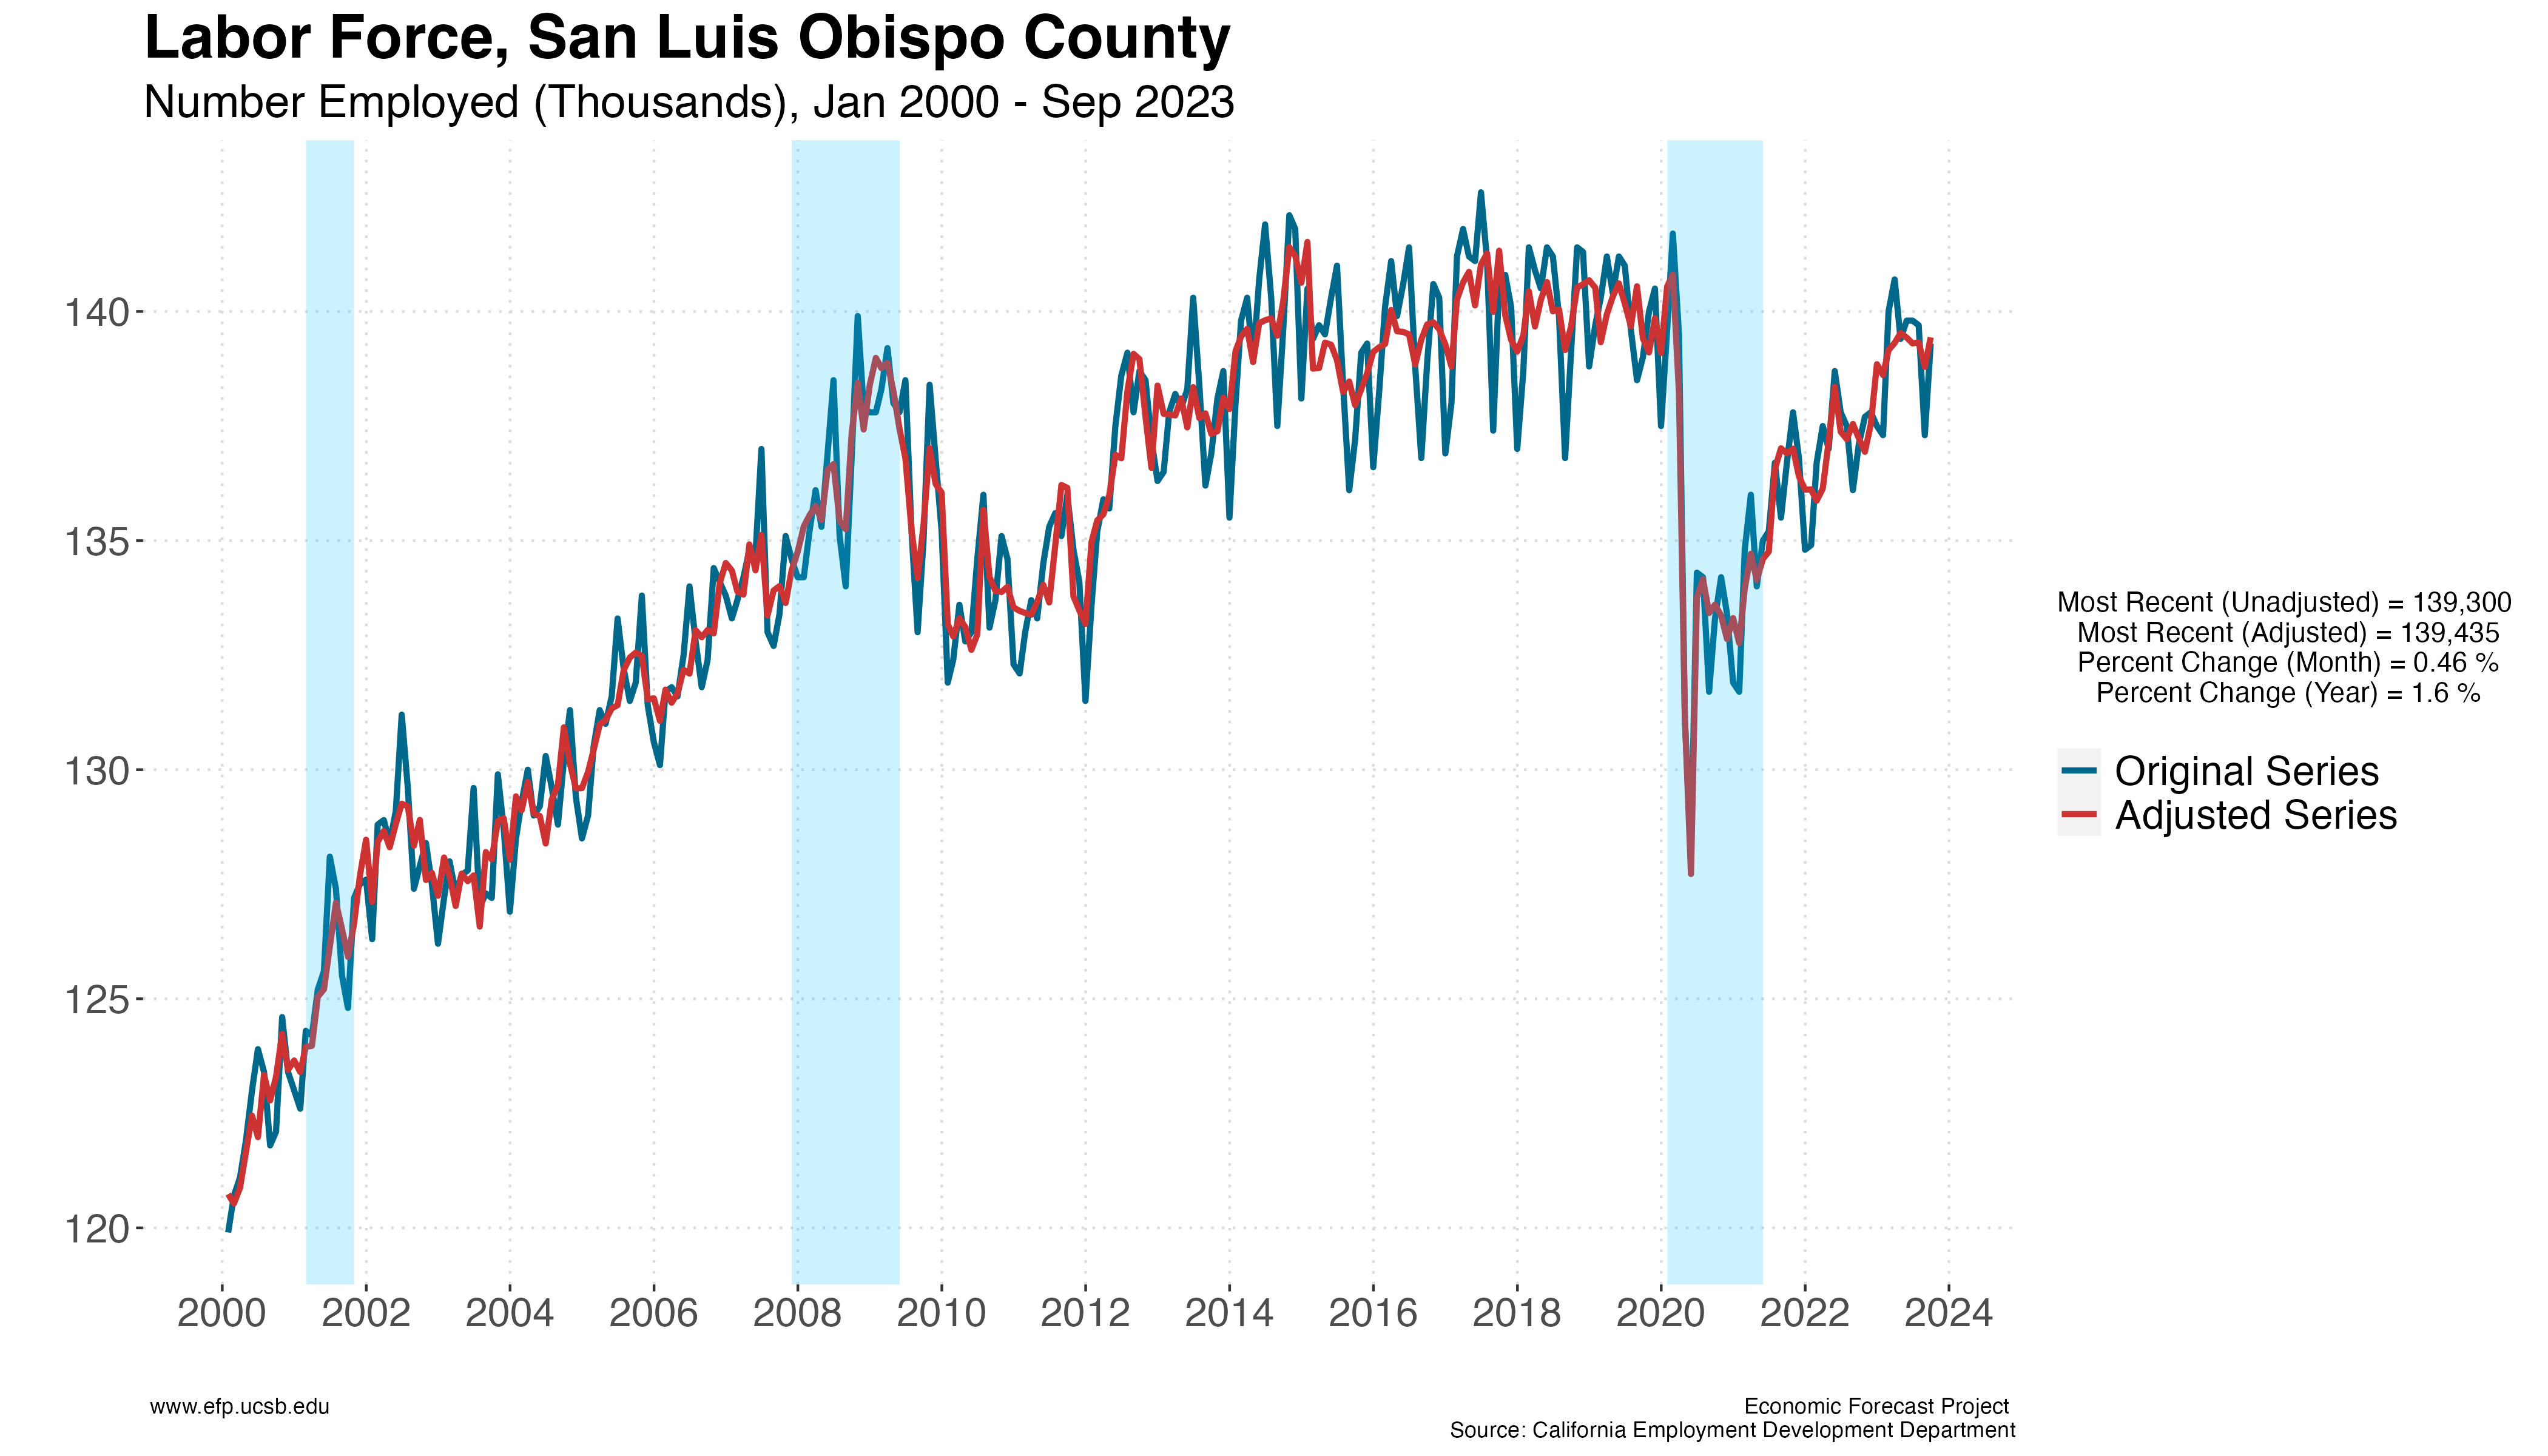 Labor Force, San Luis Obispo County
Number Employed (Thousands), Jan 2000 - Sep 2023
140
135
130
125
120
2000 2002 2004 2006 2008 2010 2012 2014 2016 2018 2020 2022 2024
Most Recent (Unadjusted) = 139,300
Most Recent (Adjusted) = 139,435
Percent Change (Month) = 0.46 %
Percent Change (Year) = 1.6 %
Original Series
Adjusted Series
www.efp.ucsb.edu
Economic Forecast Project
Source: California Employment Development Department